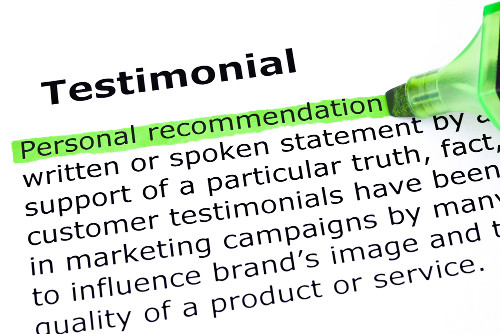 Testimonial
Personal recommendation
written or spoken statement by a
support of a particular truth, fact,
customer testimonials have been
in marketing campaigns by many
to influence brand's image and t
quality of a product or service.